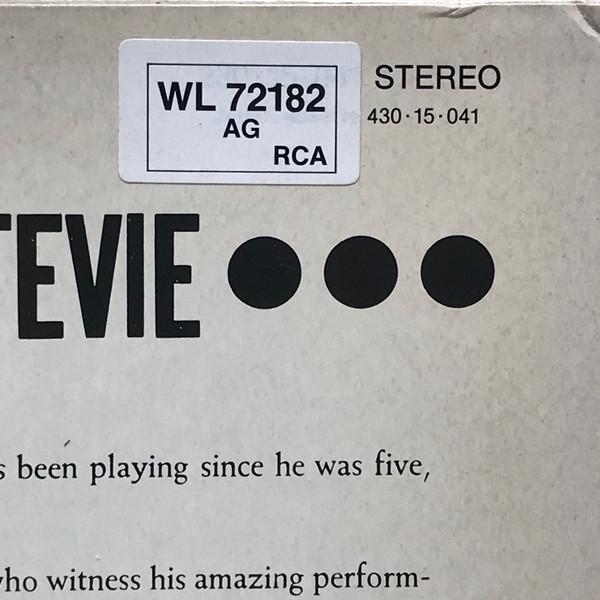 WL 72182
AG
RCA
STEREO
430·15·041
TEVIE ●●●
s been playing since he was five,
who witness his amazing perform-